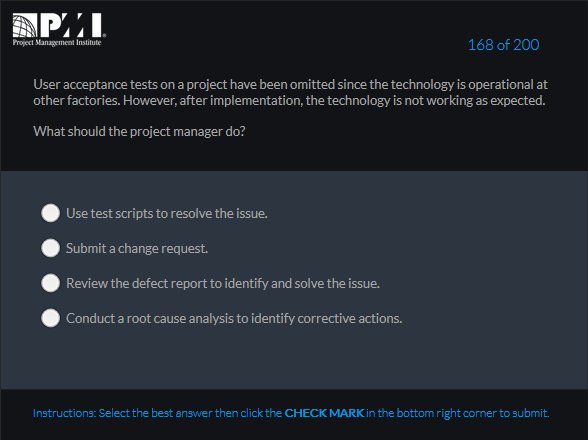 PMI
Project Management Institute
168 of 200
User acceptance tests on a project have been omitted since the technology is operational at
other factories. However, after implementation, the technology is not working as expected.
What should the project manager do?
Use test scripts to resolve the issue.
Submit a change request.
Review the defect report to identify and solve the issue.
Conduct a root cause analysis to identify corrective actions.
Instructions: Select the best answer then click the CHECK MARK in the bottom right corner to submit.